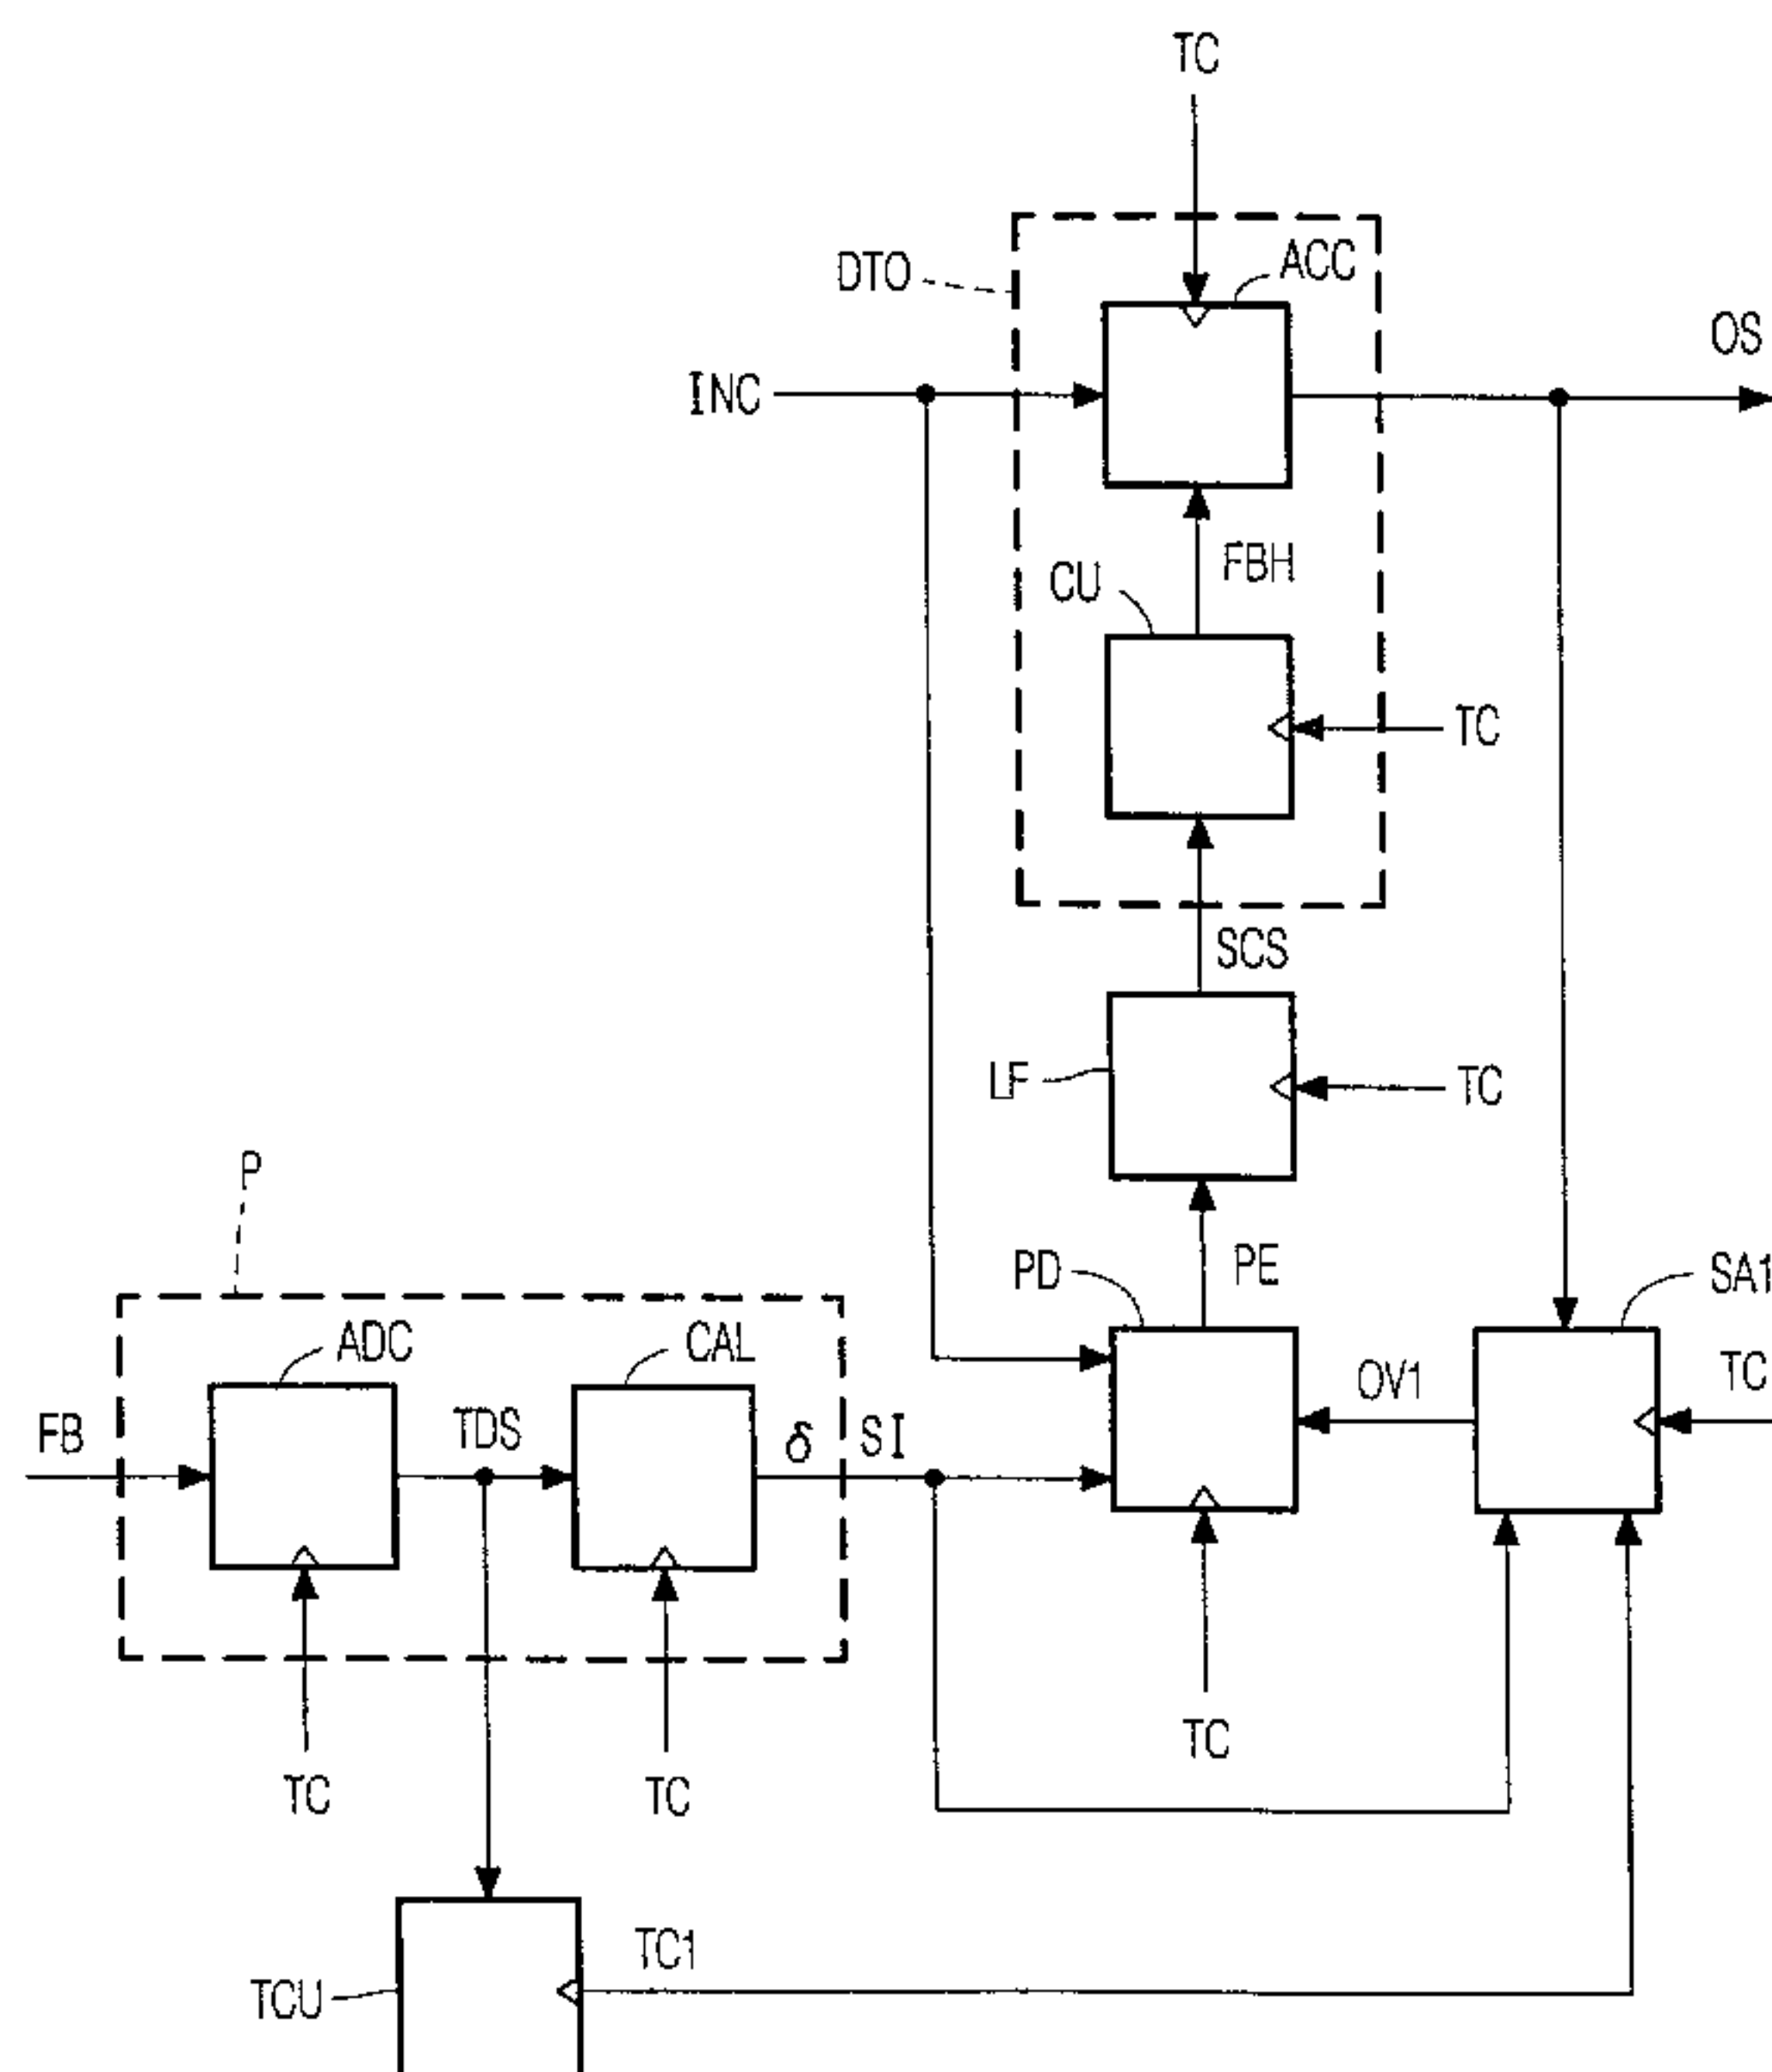 TC
DTO
ACC
INC
OS
FBH
CU
TC
SCS
LF
TC
P
PD
PE
SA1
ADC
CAL
TC
FB
TDS
δ
SI
OV1
TC
TC
TC
TC1
TCU